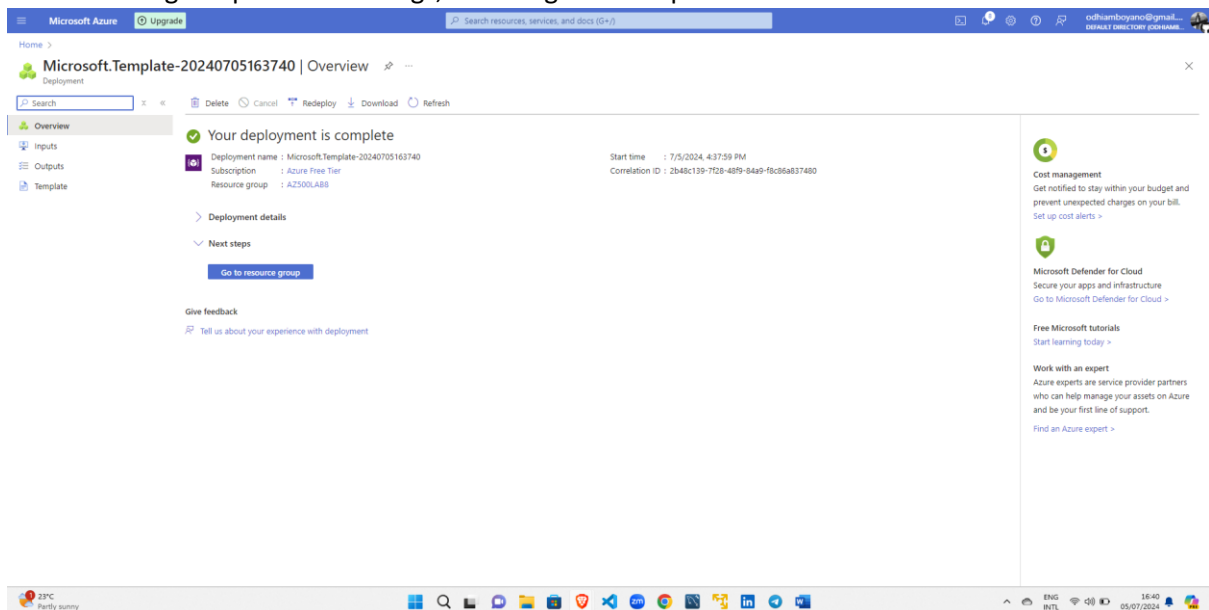 Microsoft Azure
Upgrade
Search resources, services, and docs (G+/)
odhiamboyano@gmail....
DEFAULT DIRECTORY (ODHIAMB...
Home >
Microsoft.Template-20240705163740 | Overview
Deployment
Search
Delete Cancel Redeploy Download Refresh
Overview
Inputs
Outputs
Template
Your deployment is complete
Deployment name : Microsoft.Template-20240705163740
Subscription : Azure Free Tier
Resource group : AZ500LAB8
Start time : 7/5/2024, 4:37:59 PM
Correlation ID : 2b48c139-7f28-48f9-84a9-f8c86a837480
Deployment details
Next steps
Go to resource group
Give feedback
Tell us about your experience with deployment
Cost management
Get notified to stay within your budget and
prevent unexpected charges on your bill.
Set up cost alerts >
Microsoft Defender for Cloud
Secure your apps and infrastructure
Go to Microsoft Defender for Cloud >
Free Microsoft tutorials
Start learning today >
Work with an expert
Azure experts are service provider partners
who can help manage your assets on Azure
and be your first line of support.
Find an Azure expert >
23°C
Partly sunny
ENG
INTL
16:40
05/07/2024